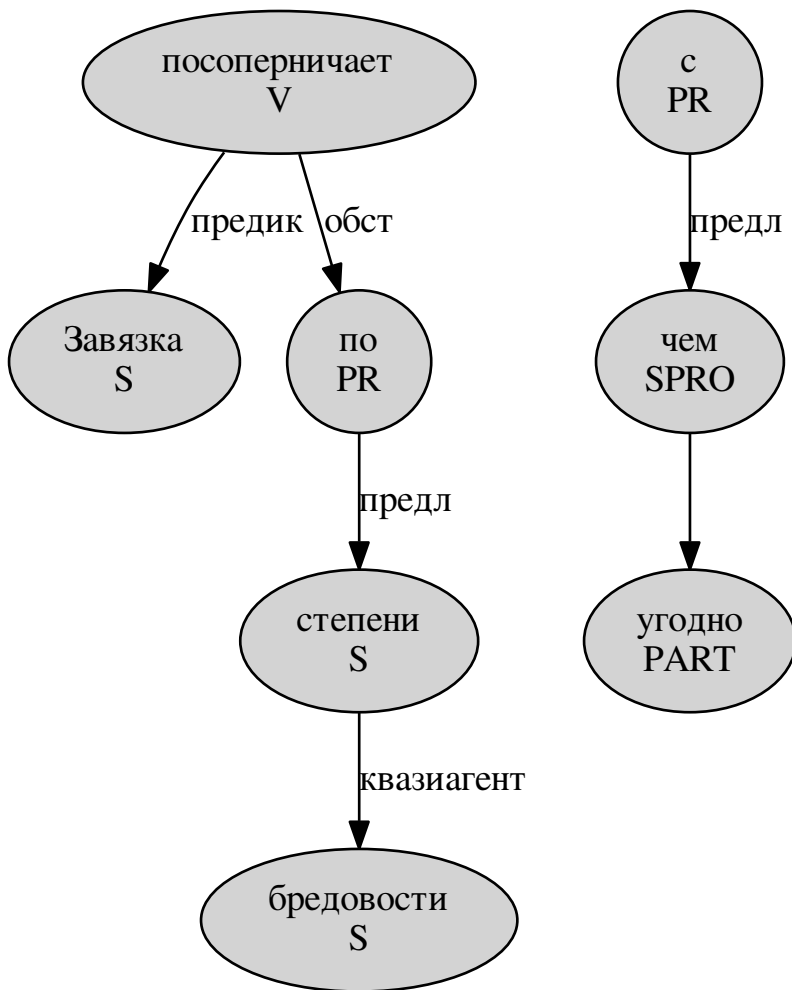 посоперничает
V
с
PR
предик
обст
предл
Завязка
S
по
PR
чем
SPRO
предл
степени
S
угодно
PART
квазиагент
бредовости
S